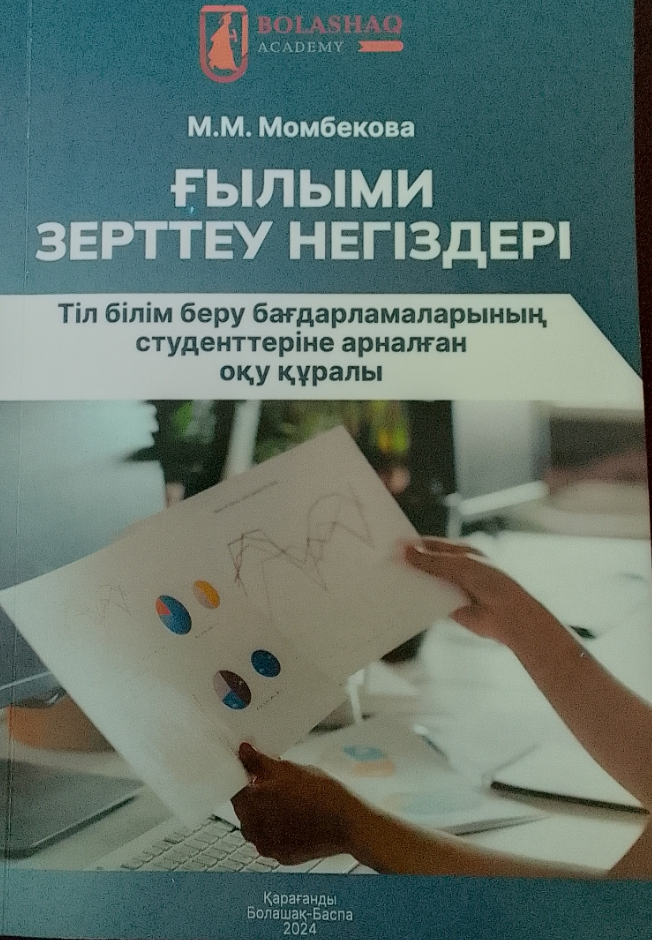 BOLASHAQ
ACADEMY
М.М. Момбекова
ҒЫЛЫМИ
ЗЕРТТЕУ НЕГІЗДЕРІ
Тіл білім беру бағдарламаларының
студенттеріне арналған
оқу құралы
Қарағанды
Болашақ-Баспа
2024